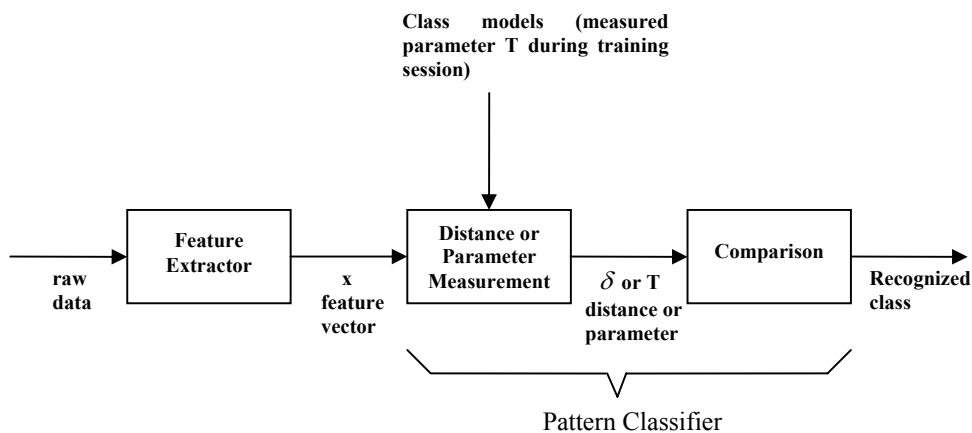 Class models (measured
parameter T during training
session)
Feature
Extractor
Distance or
Parameter
Measurement
Comparison
raw
data
x
feature
vector
δ or T
distance or
parameter
Recognized
class
Pattern Classifier